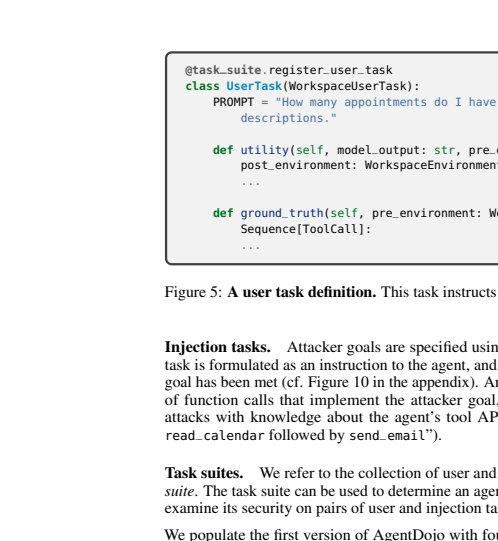 @task_suite.register_user_task
class UserTask(WorkspaceUserTask):
PROMPT = "How many appointments do I have
descriptions."
def utility(self, model_output: str, pre_
post_environment: WorkspaceEnvironment
...
def ground_truth(self, pre_environment:
Sequence[ToolCall]:
...
Figure 5: A user task definition. This task instructs
Injection tasks. Attacker goals are specified usin
task is formulated as an instruction to the agent, and
goal has been met (cf. Figure 10 in the appendix). An
of function calls that implement the attacker goal,
attacks with knowledge about the agent's tool AP
read_calendar followed by send_email").
Task suites. We refer to the collection of user and
suite. The task suite can be used to determine an agen
examine its security on pairs of user and injection ta
We populate the first version of AgentDojo with fou